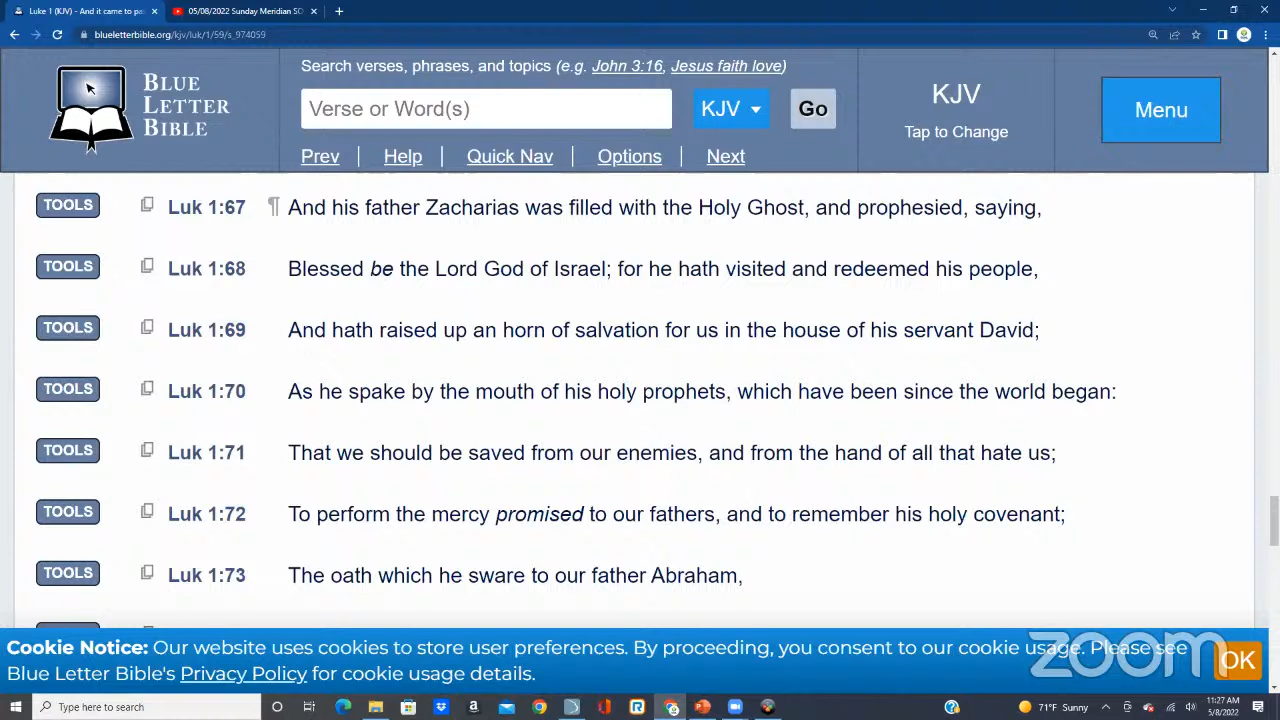 Luke 1 (KJV) - And it came to pa
05/08/2022 Sunday Meridian SD
blueletterbible.org/kjv/luk/1/59/s_974059
BLUE
LETTER
BIBLE
Search verses, phrases, and topics (e.g. John 3:16, Jesus faith love)
Verse or Word(s)
KJV
Go
Prev
Help
Quick Nav
Options
Next
KJV
Tap to Change
Menu
TOOLS Luk 1:67 ¶ And his father Zacharias was filled with the Holy Ghost, and prophesied, saying,
TOOLS Luk 1:68 Blessed be the Lord God of Israel; for he hath visited and redeemed his people,
TOOLS Luk 1:69 And hath raised up an horn of salvation for us in the house of his servant David;
TOOLS Luk 1:70 As he spake by the mouth of his holy prophets, which have been since the world began:
TOOLS Luk 1:71 That we should be saved from our enemies, and from the hand of all that hate us;
TOOLS Luk 1:72 To perform the mercy promised to our fathers, and to remember his holy covenant;
TOOLS Luk 1:73 The oath which he sware to our father Abraham,
Cookie Notice: Our website uses cookies to store user preferences. By proceeding, you consent to our cookie usage. Please see
Blue Letter Bible's Privacy Policy for cookie usage details.
OK
zoom
Type here to search
71°F Sunny
11:27 AM
5/8/2022